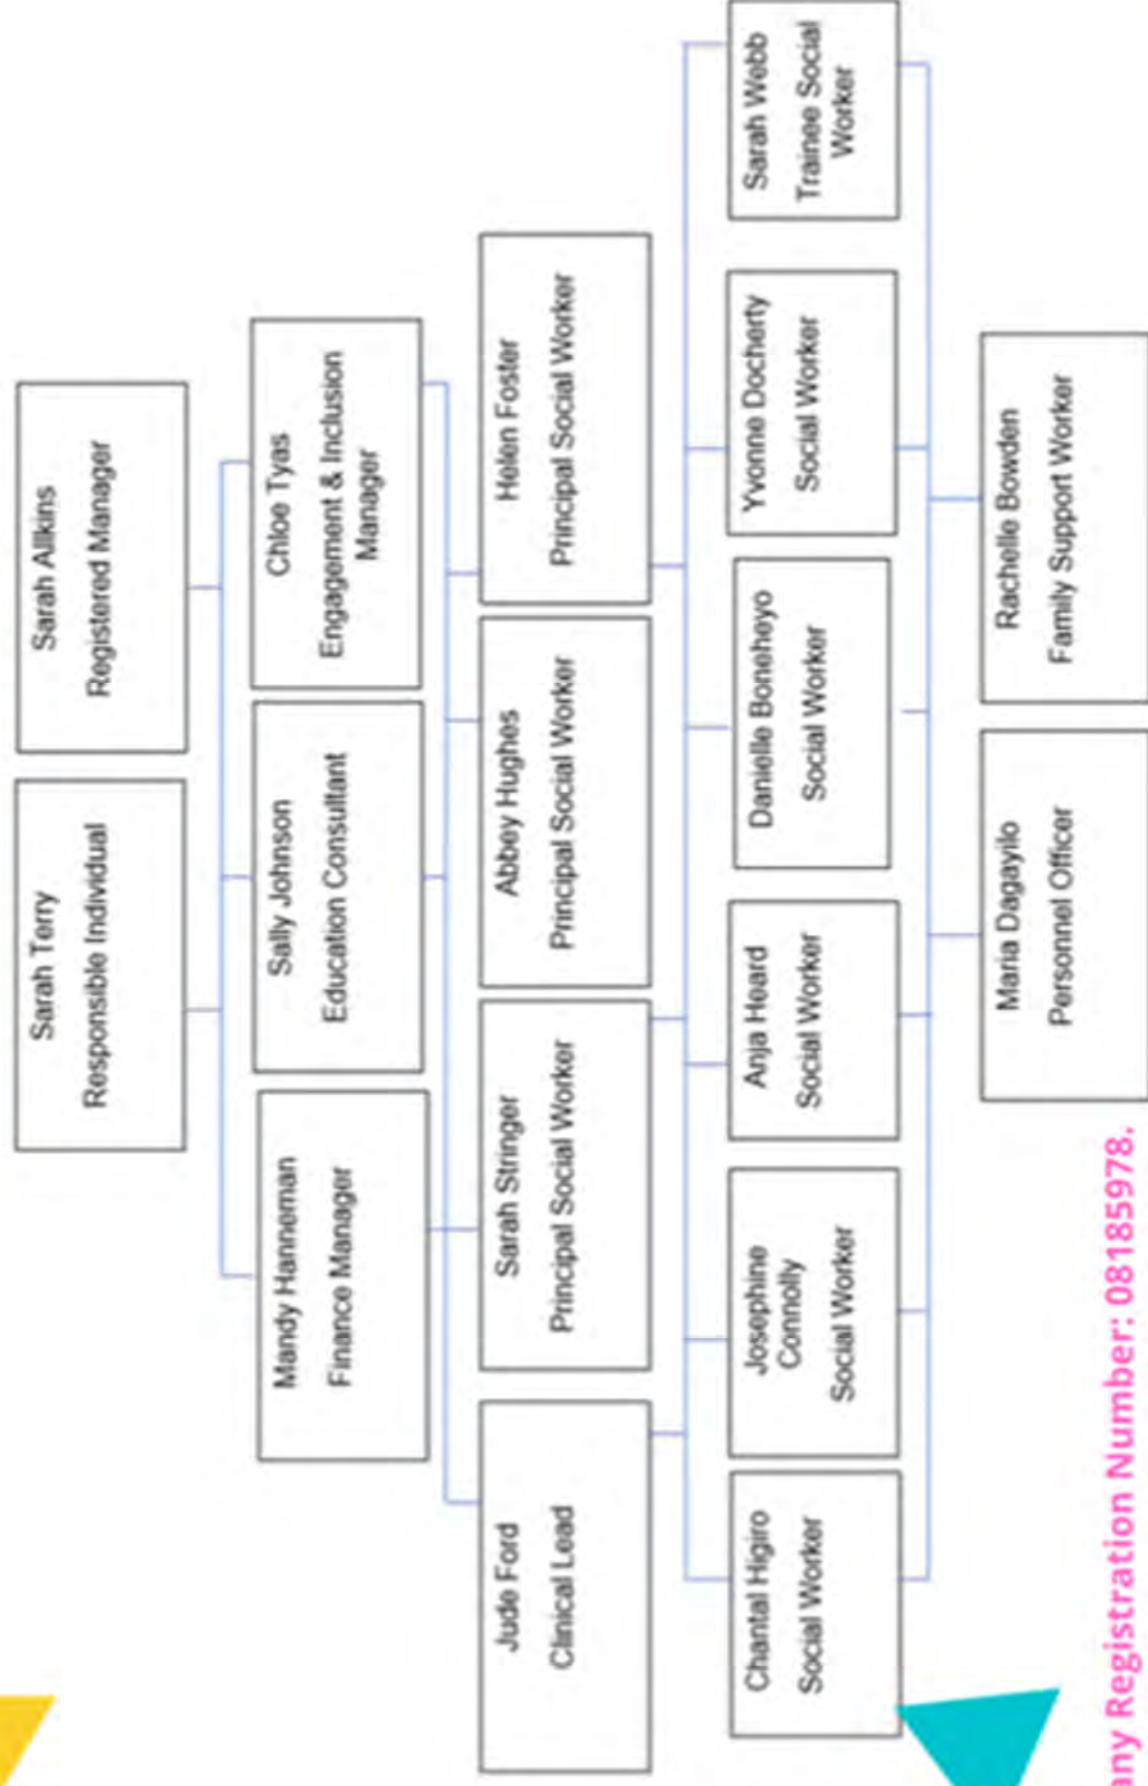 Sarah Terry
Responsible Individual
Sarah Allkins
Registered Manager
Mandy Hanneman
Finance Manager
Sally Johnson
Education Consultant
Chloe Tyas
Engagement & Inclusion
Manager
Jude Ford
Clinical Lead
Sarah Stringer
Principal Social Worker
Abbey Hughes
Principal Social Worker
Helen Foster
Principal Social Worker
Chantal Higiro
Social Worker
Josephine
Connolly
Social Worker
Anja Heard
Social Worker
Danielle Boneheyo
Social Worker
Yvonne Docherty
Social Worker
Sarah Webb
Trainee Social
Worker
Maria Dagayilo
Personnel Officer
Rachelle Bowden
Family Support Worker
any Registration Number: 08185978.